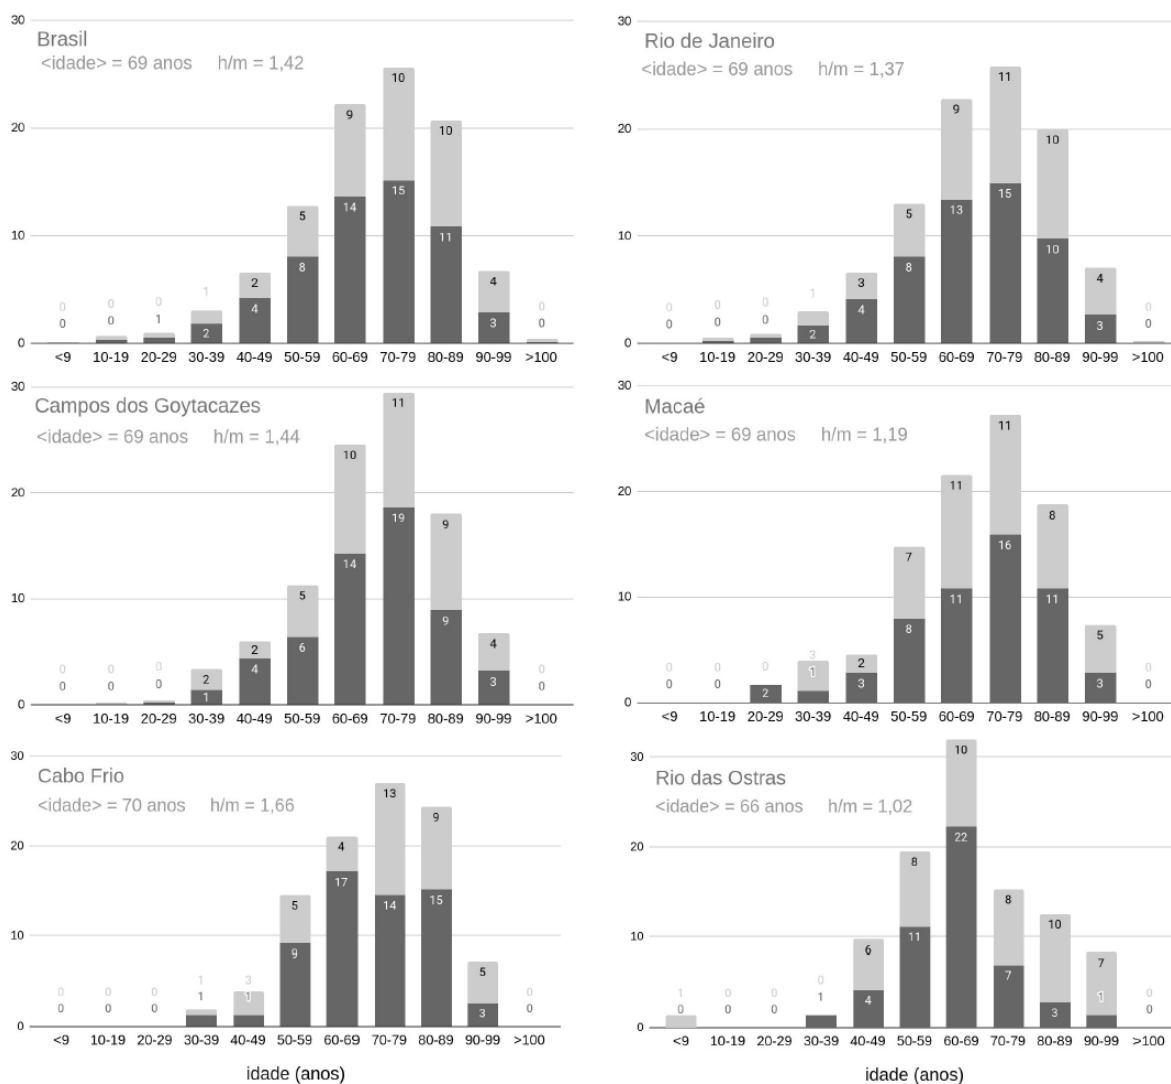 Brasil
<idade> = 69 anos h/m = 1,42
30
20
10
0
0 0 0 1 2 5 9 10 10 4 0
0 0 1 2 4 8 14 15 11 3 0
<9 10-19 20-29 30-39 40-49 50-59 60-69 70-79 80-89 90-99 >100
Rio de Janeiro
<idade> = 69 anos h/m = 1,37
30
20
10
0
0 0 0 1 3 5 9 11 10 4 0
0 0 0 2 4 8 13 15 10 3 0
<9 10-19 20-29 30-39 40-49 50-59 60-69 70-79 80-89 90-99 >100
Campos dos Goytacazes
<idade> = 69 anos h/m = 1,44
30
20
10
0
0 0 0 2 2 5 10 11 9 4 0
0 0 0 1 4 6 14 19 9 3 0
<9 10-19 20-29 30-39 40-49 50-59 60-69 70-79 80-89 90-99 >100
Macaé
<idade> = 69 anos h/m = 1,19
30
20
10
0
0 0 0 3 2 7 11 11 8 5 0
0 0 2 1 3 8 11 16 11 3 0
<9 10-19 20-29 30-39 40-49 50-59 60-69 70-79 80-89 90-99 >100
Cabo Frio
<idade> = 70 anos h/m = 1,66
30
20
10
0
0 0 0 1 3 5 4 13 9 5 0
0 0 0 1 1 9 17 14 15 3 0
<9 10-19 20-29 30-39 40-49 50-59 60-69 70-79 80-89 90-99 >100
idade (anos)
Rio das Ostras
<idade> = 66 anos h/m = 1,02
30
20
10
0
1 0 0 0 6 8 10 8 10 7 0
0 0 0 1 4 11 22 7 3 1 0
<9 10-19 20-29 30-39 40-49 50-59 60-69 70-79 80-89 90-99 >100
idade (anos)